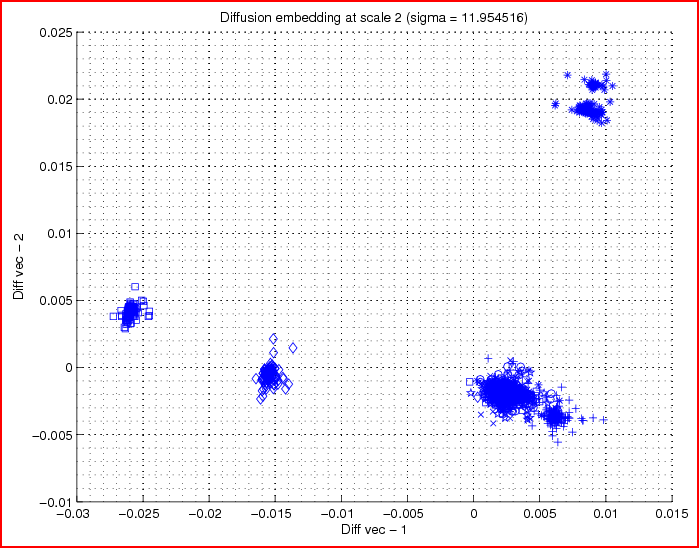 Diffusion embedding at scale 2 (sigma = 11.954516)
0.025
0.02
0.015
0.01
0.005
0
−0.005
−0.01
Diff vec − 2
−0.03 −0.025 −0.02 −0.015 −0.01 −0.005 0 0.005 0.01 0.015
Diff vec − 1